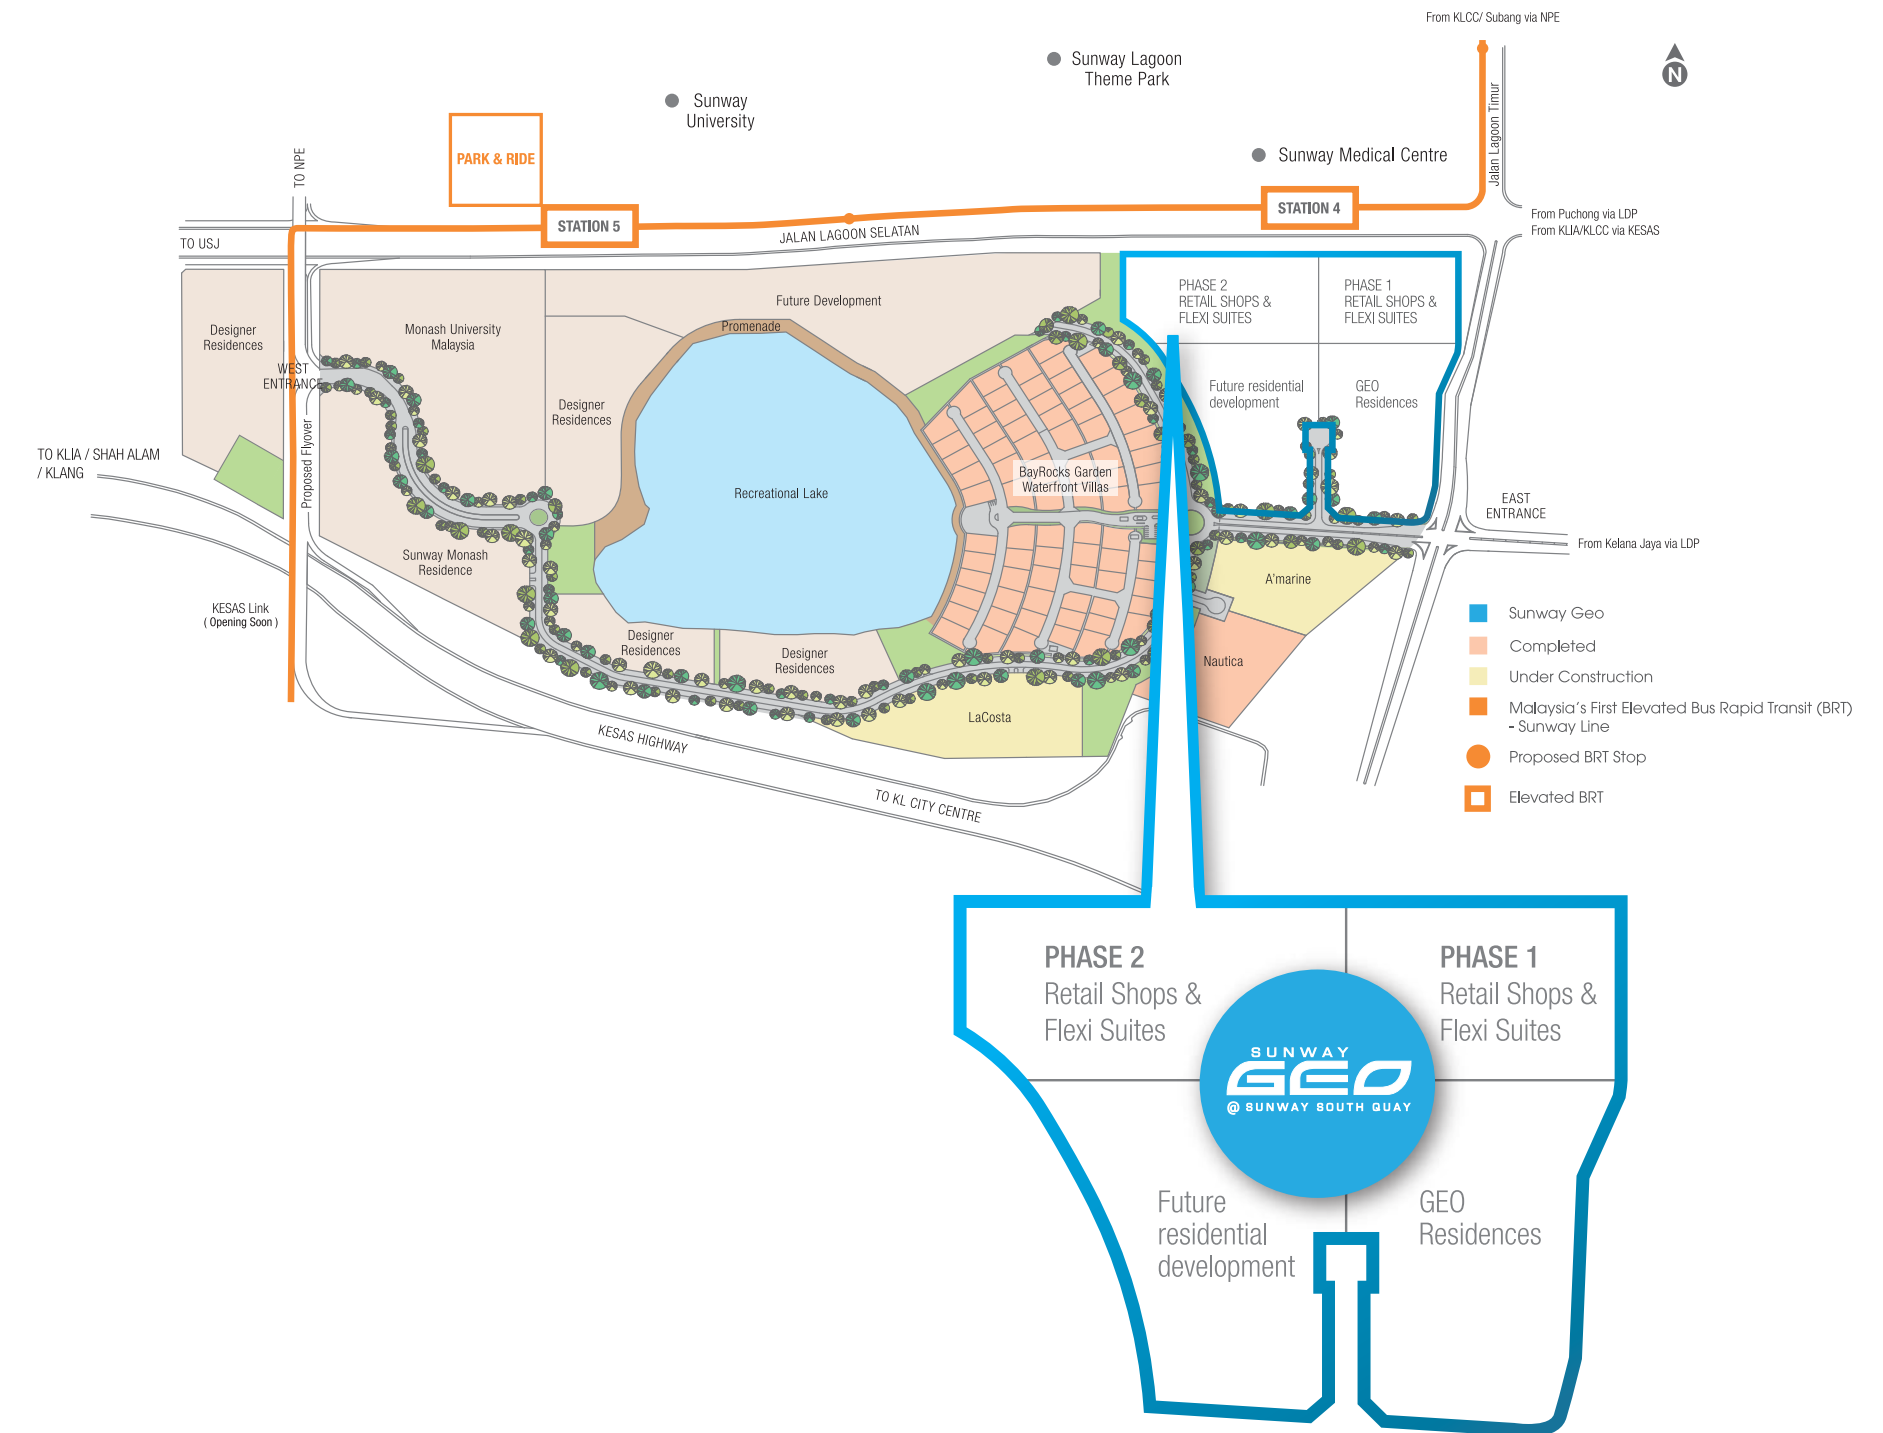 From KLCC/ Subang via NPE
N
Sunway Lagoon
Theme Park
Sunway
University
Jalan Lagoon Timur
PARK & RIDE
Sunway Medical Centre
TO NPE
STATION 4
STATION 5
From Puchong via LDP
From KLIA/KLCC via KESAS
TO USJ
JALAN LAGOON SELATAN
PHASE 2
RETAIL SHOPS &
FLEXI SUITES
PHASE 1
RETAIL SHOPS &
FLEXI SUITES
Future Development
Promenade
Designer
Residences
Monash University
Malaysia
WEST
ENTRANCE
Future residential
development
GEO
Residences
Designer
Residences
Proposed Flyover
TO KLIA / SHAH ALAM
/ KLANG
BayRocks Garden
Waterfront Villas
Recreational Lake
EAST
ENTRANCE
From Kelana Jaya via LDP
Sunway Monash
Residence
A'marine
KESAS Link
( Opening Soon )
Designer
Residences
Designer
Residences
Nautica
LaCosta
KESAS HIGHWAY
TO KL CITY CENTRE
Sunway Geo
Completed
Under Construction
Malaysia's First Elevated Bus Rapid Transit (BRT)
- Sunway Line
Proposed BRT Stop
Elevated BRT
PHASE 2
Retail Shops &
Flexi Suites
PHASE 1
Retail Shops &
Flexi Suites
SUNWAY
GEO
@ SUNWAY SOUTH QUAY
Future
residential
development
GEO
Residences